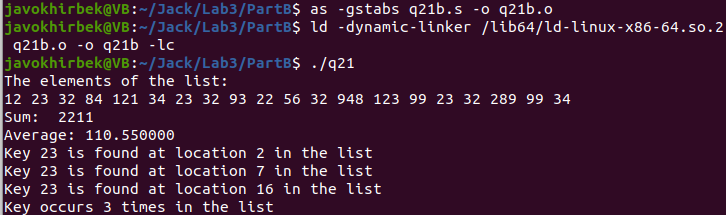 javokhirbek@VB:~/Jack/Lab3/PartB$ as -gstabs q21b.s -o q21b.o
javokhirbek@VB:~/Jack/Lab3/PartB$ ld -dynamic-linker /lib64/ld-linux-x86-64.so.2
 q21b.o -o q21b -lc
javokhirbek@VB:~/Jack/Lab3/PartB$ ./q21
The elements of the list:
12 23 32 84 121 34 23 32 93 22 56 32 948 123 99 23 32 289 99 34
Sum:  2211
Average: 110.550000
Key 23 is found at location 2 in the list
Key 23 is found at location 7 in the list
Key 23 is found at location 16 in the list
Key occurs 3 times in the list